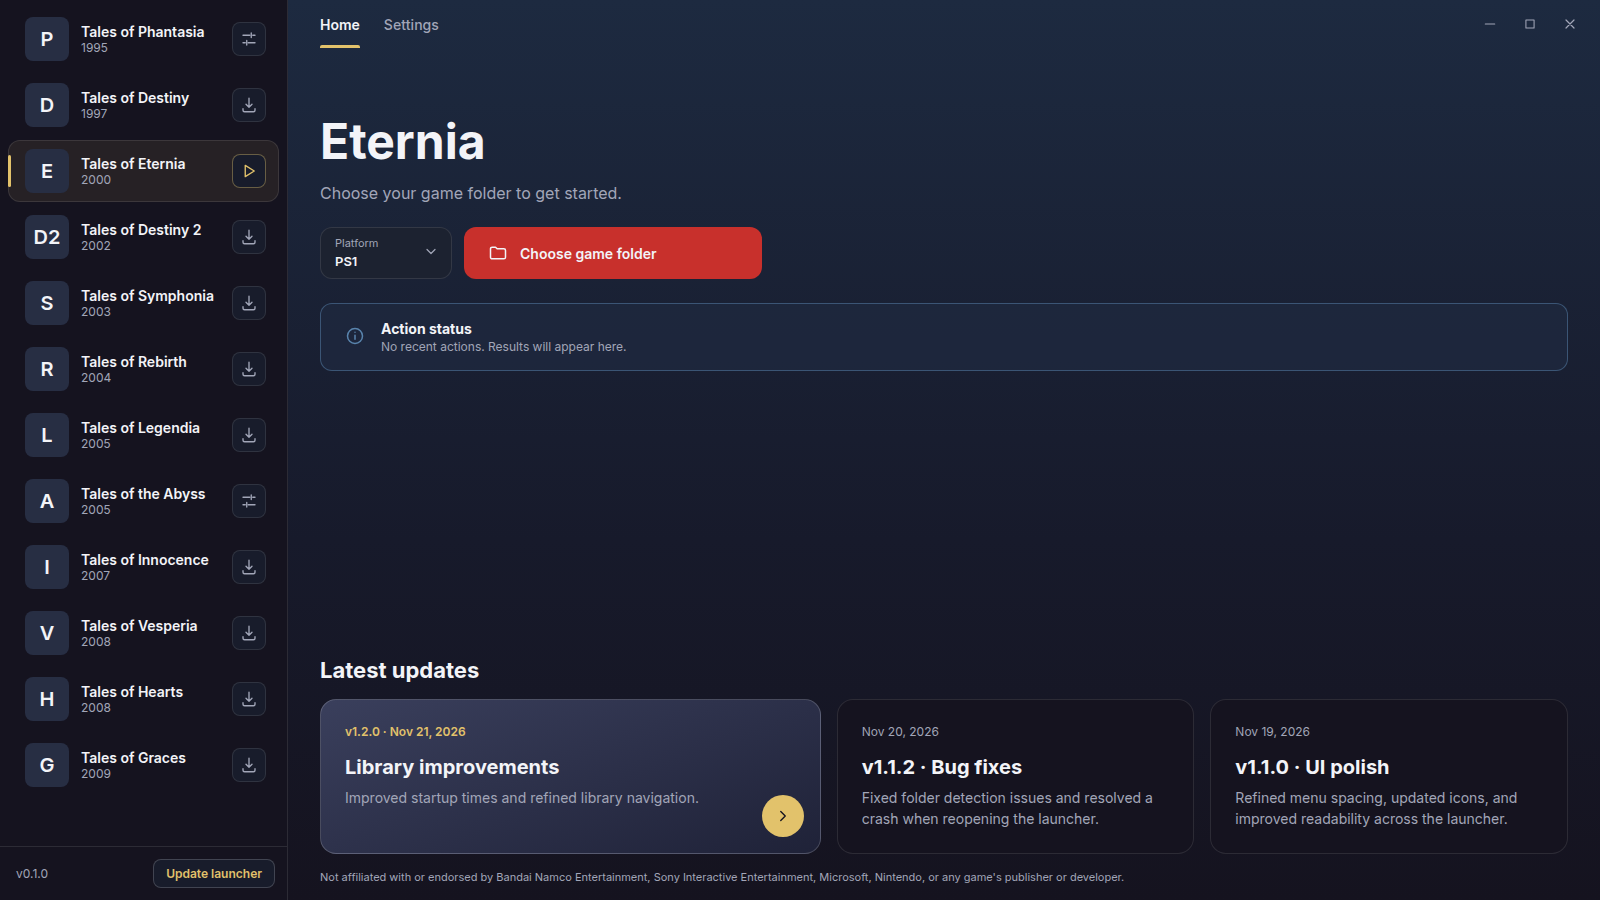 P
Tales of Phantasia
1995
D
Tales of Destiny
1997
E
Tales of Eternia
2000
D2
Tales of Destiny 2
2002
S
Tales of Symphonia
2003
R
Tales of Rebirth
2004
L
Tales of Legendia
2005
A
Tales of the Abyss
2005
I
Tales of Innocence
2007
V
Tales of Vesperia
2008
H
Tales of Hearts
2008
G
Tales of Graces
2009
v0.1.0
Update launcher
Home
Settings
Eternia
Choose your game folder to get started.
Platform
PS1
Choose game folder
Action status
No recent actions. Results will appear here.
Latest updates
v1.2.0 · Nov 21, 2026
Library improvements
Improved startup times and refined library navigation.
Nov 20, 2026
v1.1.2 · Bug fixes
Fixed folder detection issues and resolved a
crash when reopening the launcher.
Nov 19, 2026
v1.1.0 · UI polish
Refined menu spacing, updated icons, and
improved readability across the launcher.
Not affiliated with or endorsed by Bandai Namco Entertainment, Sony Interactive Entertainment, Microsoft, Nintendo, or any game's publisher or developer.